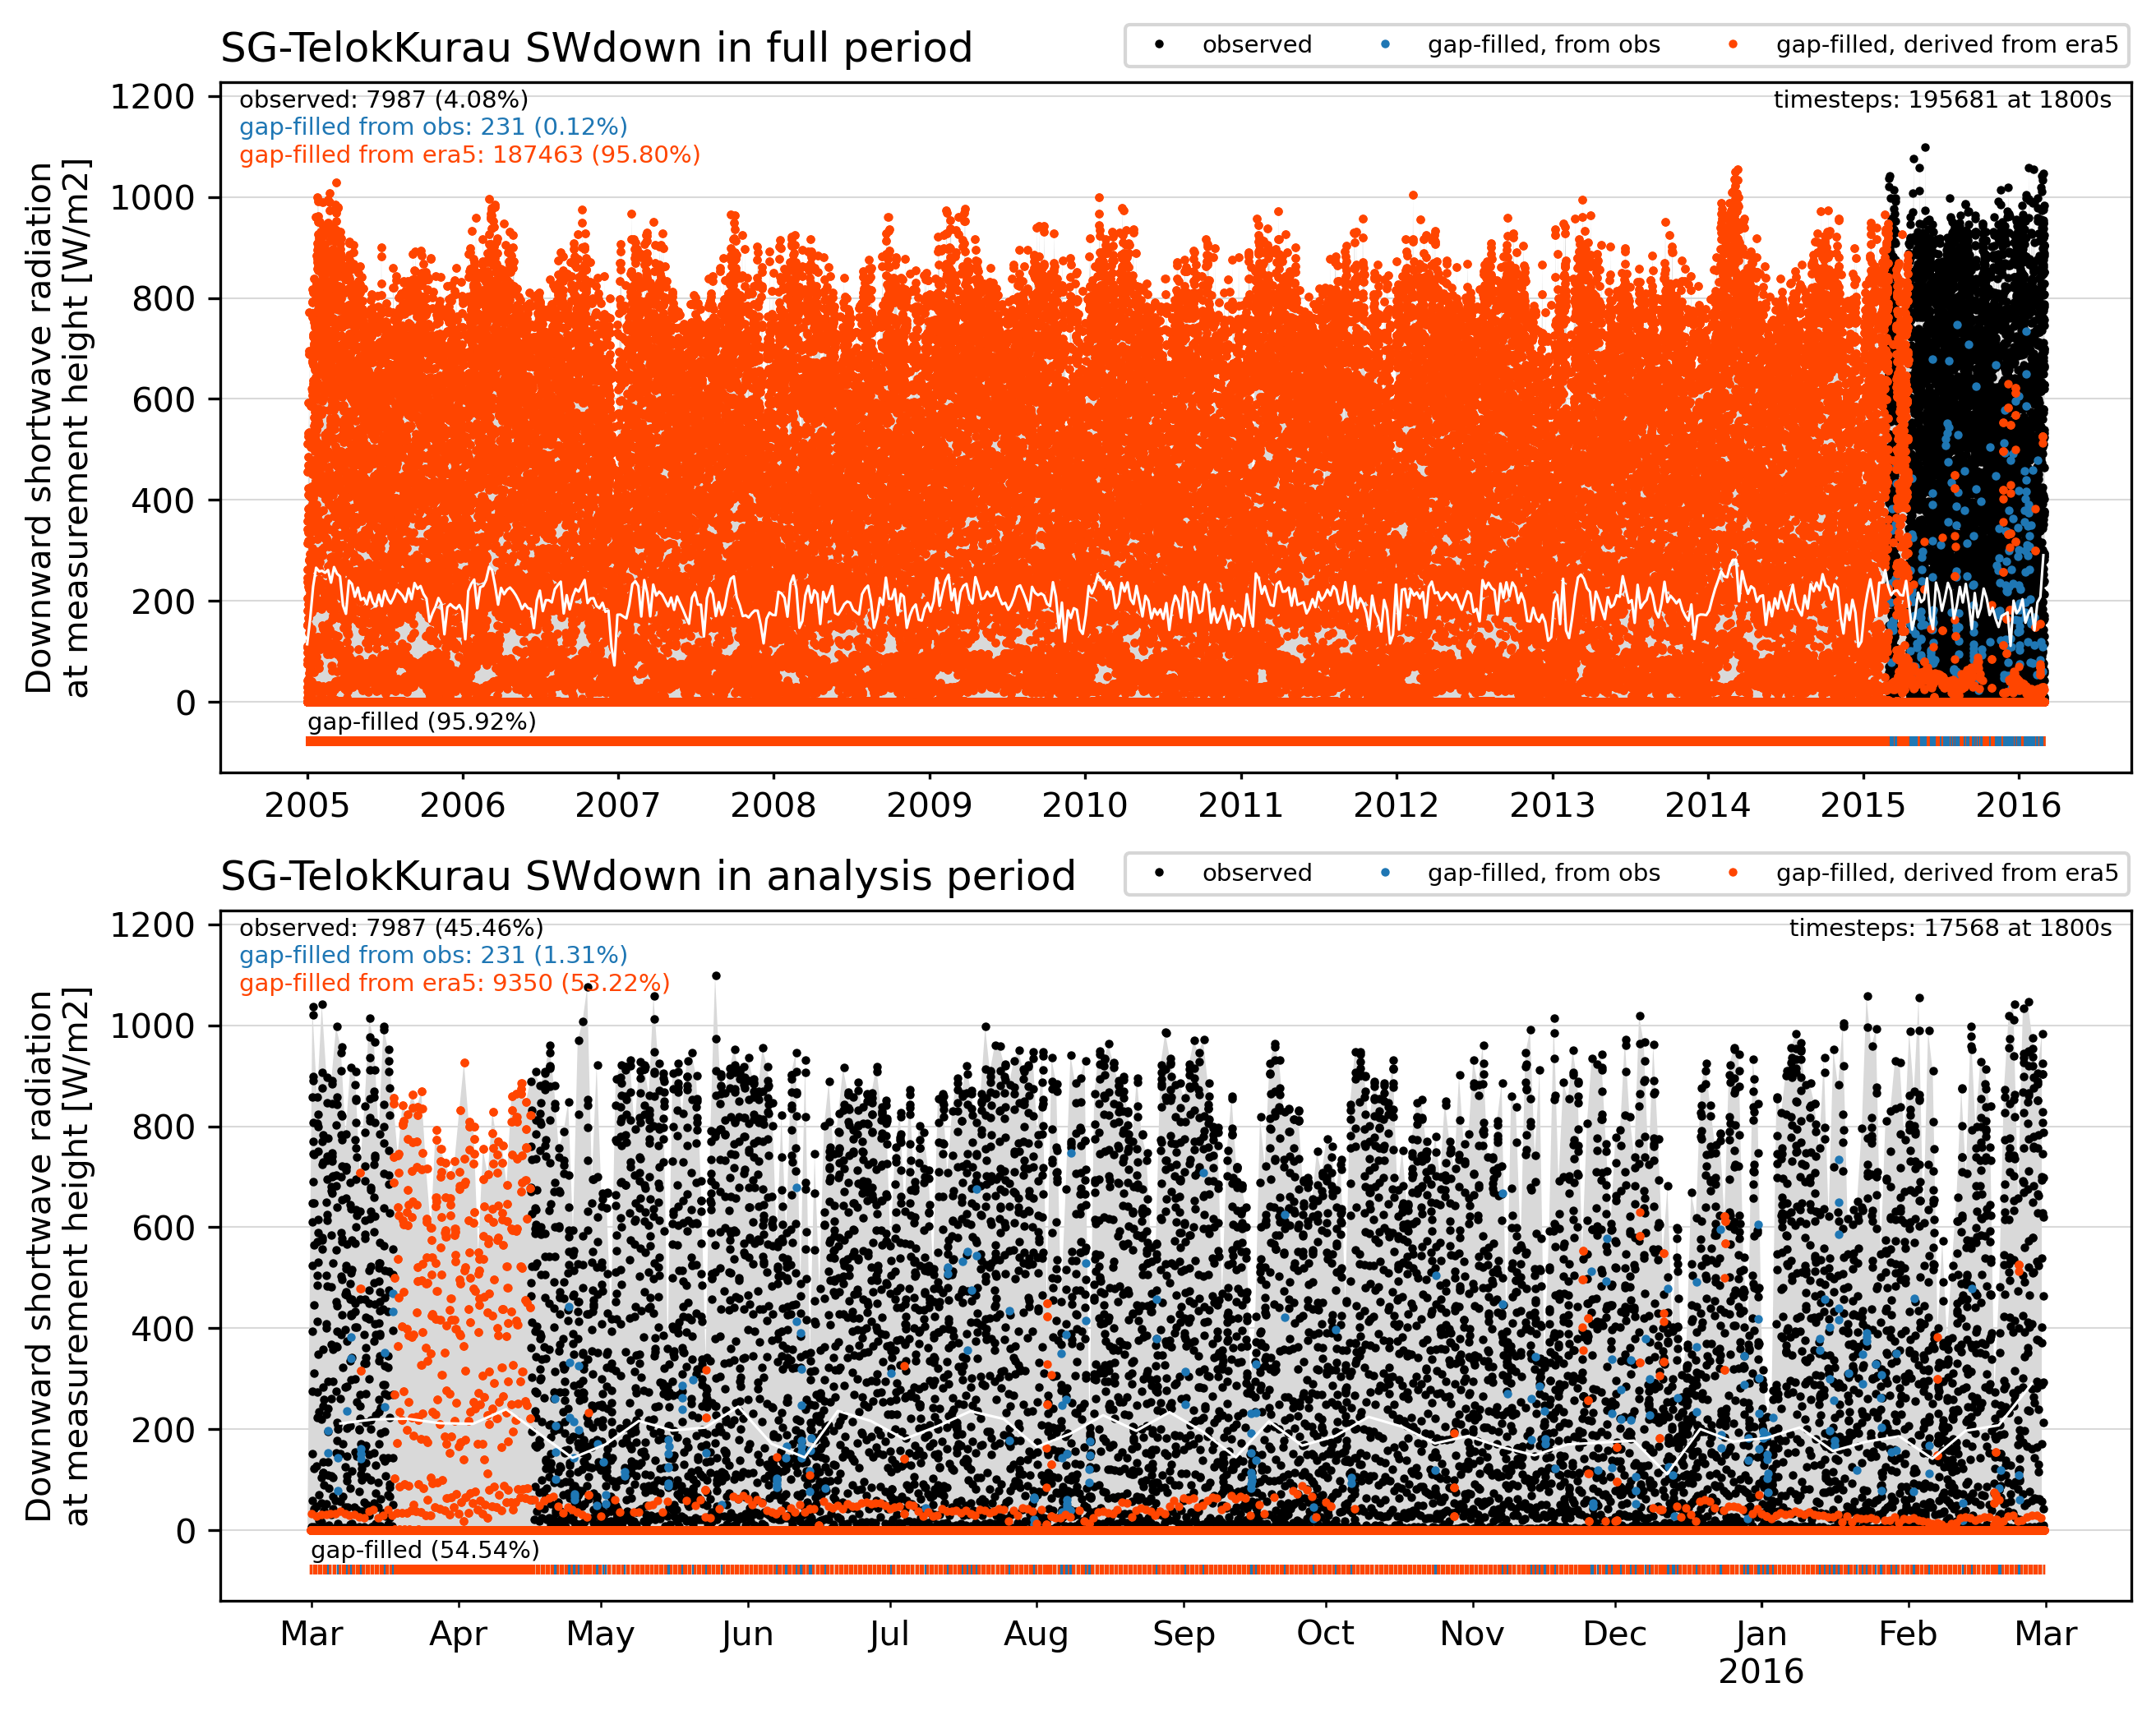 SG-TelokKurau SWdown in full period
observed
gap-filled, from obs
gap-filled, derived from era5
observed: 7987 (4.08%)
gap-filled from obs: 231 (0.12%)
gap-filled from era5: 187463 (95.80%)
timesteps: 195681 at 1800s
Downward shortwave radiation
at measurement height [W/m2]
1200
1000
800
600
400
200
0
gap-filled (95.92%)
2005
2006
2007
2008
2009
2010
2011
2012
2013
2014
2015
2016
SG-TelokKurau SWdown in analysis period
observed
gap-filled, from obs
gap-filled, derived from era5
observed: 7987 (45.46%)
gap-filled from obs: 231 (1.31%)
gap-filled from era5: 9350 (53.22%)
timesteps: 17568 at 1800s
Downward shortwave radiation
at measurement height [W/m2]
1200
1000
800
600
400
200
0
gap-filled (54.54%)
Mar
Apr
May
Jun
Jul
Aug
Sep
Oct
Nov
Dec
Jan
Feb
Mar
2016